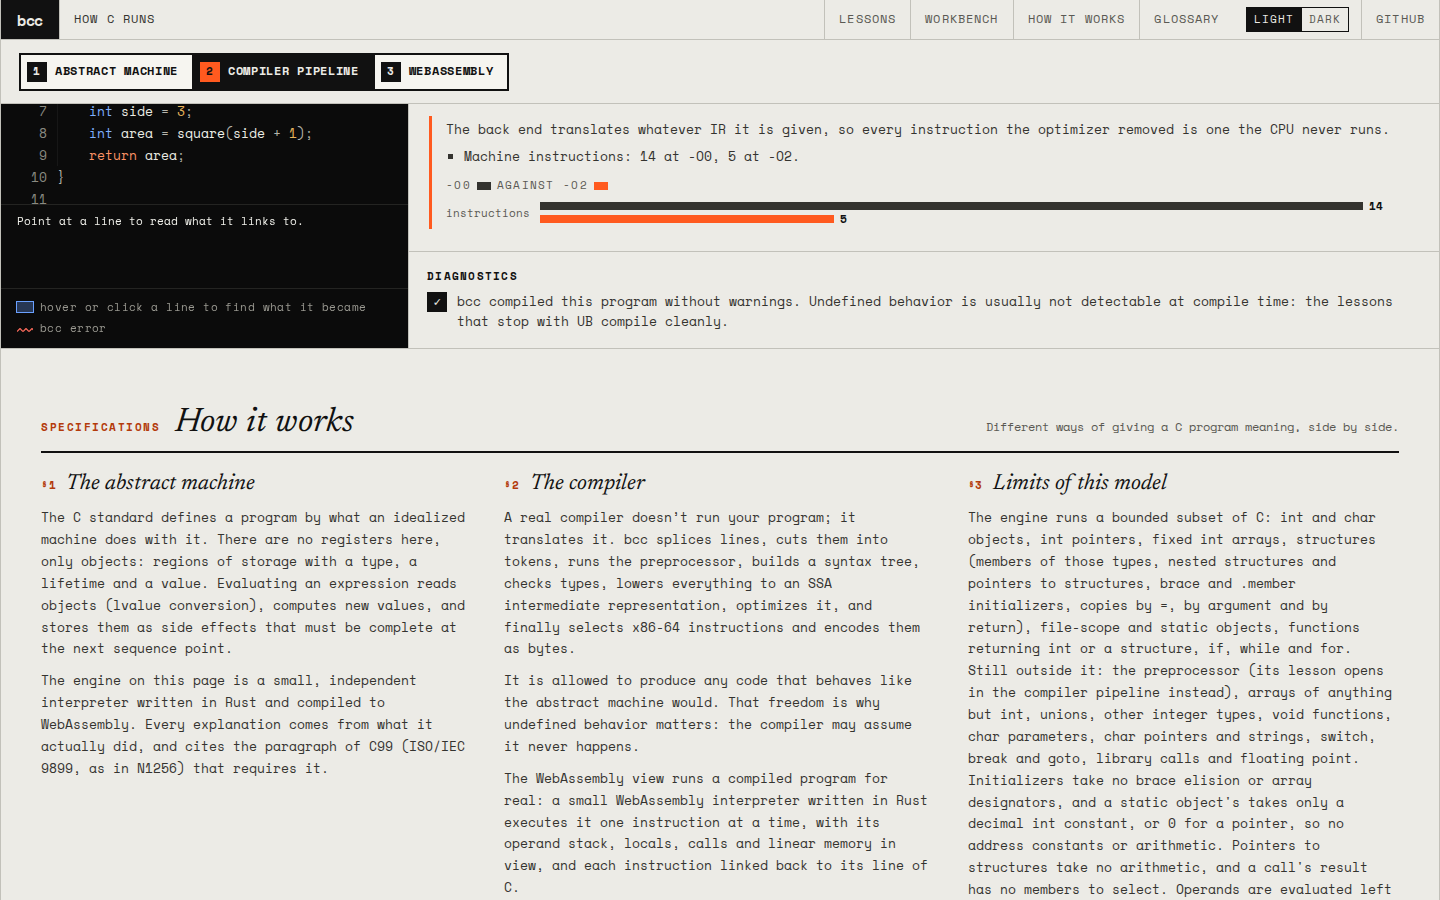 bcc HOW C RUNS LESSONS WORKBENCH HOW IT WORKS GLOSSARY LIGHT DARK GITHUB
1 ABSTRACT MACHINE 2 COMPILER PIPELINE 3 WEBASSEMBLY
7 int side = 3;
8 int area = square(side + 1);
9 return area;
10 }
11
Point at a line to read what it links to.
hover or click a line to find what it became
bcc error
The back end translates whatever IR it is given, so every instruction the optimizer removed is one the CPU never runs.
Machine instructions: 14 at -O0, 5 at -O2.
-O0 AGAINST -O2
instructions 14
5
DIAGNOSTICS
✓ bcc compiled this program without warnings. Undefined behavior is usually not detectable at compile time: the lessons
that stop with UB compile cleanly.
SPECIFICATIONS How it works
Different ways of giving a C program meaning, side by side.
§1 The abstract machine
The C standard defines a program by what an idealized
machine does with it. There are no registers here,
only objects: regions of storage with a type, a
lifetime and a value. Evaluating an expression reads
objects (lvalue conversion), computes new values, and
stores them as side effects that must be complete at
the next sequence point.
The engine on this page is a small, independent
interpreter written in Rust and compiled to
WebAssembly. Every explanation comes from what it
actually did, and cites the paragraph of C99 (ISO/IEC
9899, as in N1256) that requires it.
§2 The compiler
A real compiler doesn't run your program; it
translates it. bcc splices lines, cuts them into
tokens, runs the preprocessor, builds a syntax tree,
checks types, lowers everything to an SSA
intermediate representation, optimizes it, and
finally selects x86-64 instructions and encodes them
as bytes.
It is allowed to produce any code that behaves like
the abstract machine would. That freedom is why
undefined behavior matters: the compiler may assume
it never happens.
The WebAssembly view runs a compiled program for
real: a small WebAssembly interpreter written in Rust
executes it one instruction at a time, with its
operand stack, locals, calls and linear memory in
view, and each instruction linked back to its line of
C.
§3 Limits of this model
The engine runs a bounded subset of C: int and char
objects, int pointers, fixed int arrays, structures
(members of those types, nested structures and
pointers to structures, brace and .member
initializers, copies by =, by argument and by
return), file-scope and static objects, functions
returning int or a structure, if, while and for.
Still outside it: the preprocessor (its lesson opens
in the compiler pipeline instead), arrays of anything
but int, unions, other integer types, void functions,
char parameters, char pointers and strings, switch,
break and goto, library calls and floating point.
Initializers take no brace elision or array
designators, and a static object's takes only a
decimal int constant, or 0 for a pointer, so no
address constants or arithmetic. Pointers to
structures take no arithmetic, and a call's result
has no members to select. Operands are evaluated left